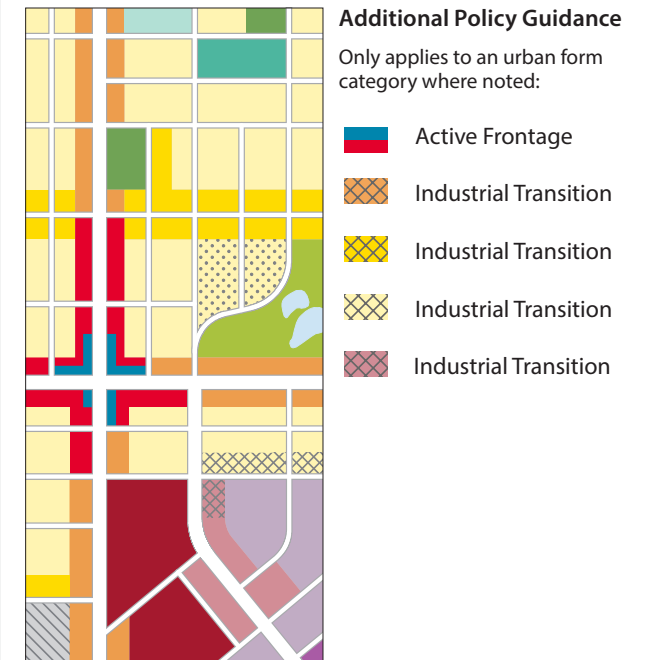 Additional Policy Guidance
Only applies to an urban form
category where noted:
Active Frontage
Industrial Transition
Industrial Transition
Industrial Transition
Industrial Transition